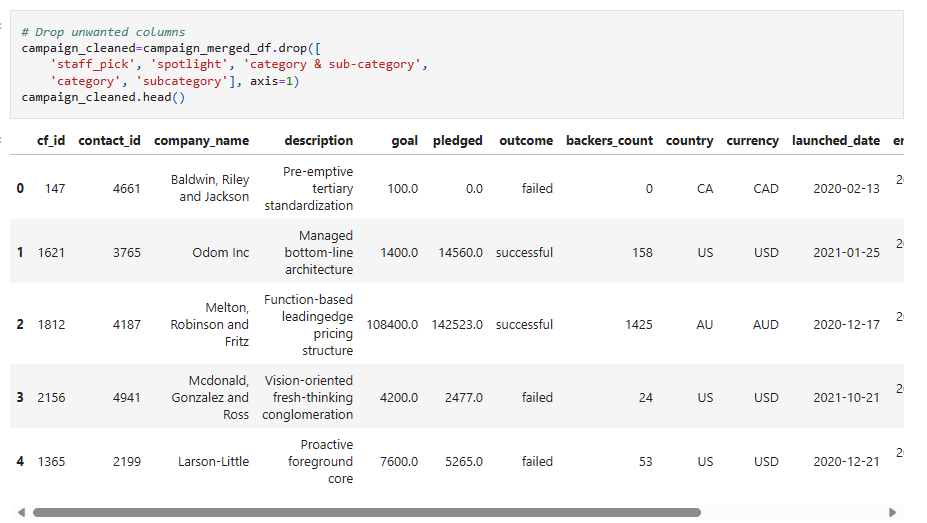 # Drop unwanted columns
campaign_cleaned=campaign_merged_df.drop([
    'staff_pick', 'spotlight', 'category & sub-category',
    'category', 'subcategory'], axis=1)
campaign_cleaned.head()
cf_id contact_id company_name description goal pledged outcome backers_count country currency launched_date
0 147 4661 Baldwin, Riley and Jackson Pre-emptive tertiary standardization 100.0 0.0 failed 0 CA CAD 2020-02-13
1 1621 3765 Odom Inc Managed bottom-line architecture 1400.0 14560.0 successful 158 US USD 2021-01-25
2 1812 4187 Melton, Robinson and Fritz Function-based leadingedge pricing structure 108400.0 142523.0 successful 1425 AU AUD 2020-12-17
3 2156 4941 Mcdonald, Gonzalez and Ross Vision-oriented fresh-thinking conglomeration 4200.0 2477.0 failed 24 US USD 2021-10-21
4 1365 2199 Larson-Little Proactive foreground core 7600.0 5265.0 failed 53 US USD 2020-12-21